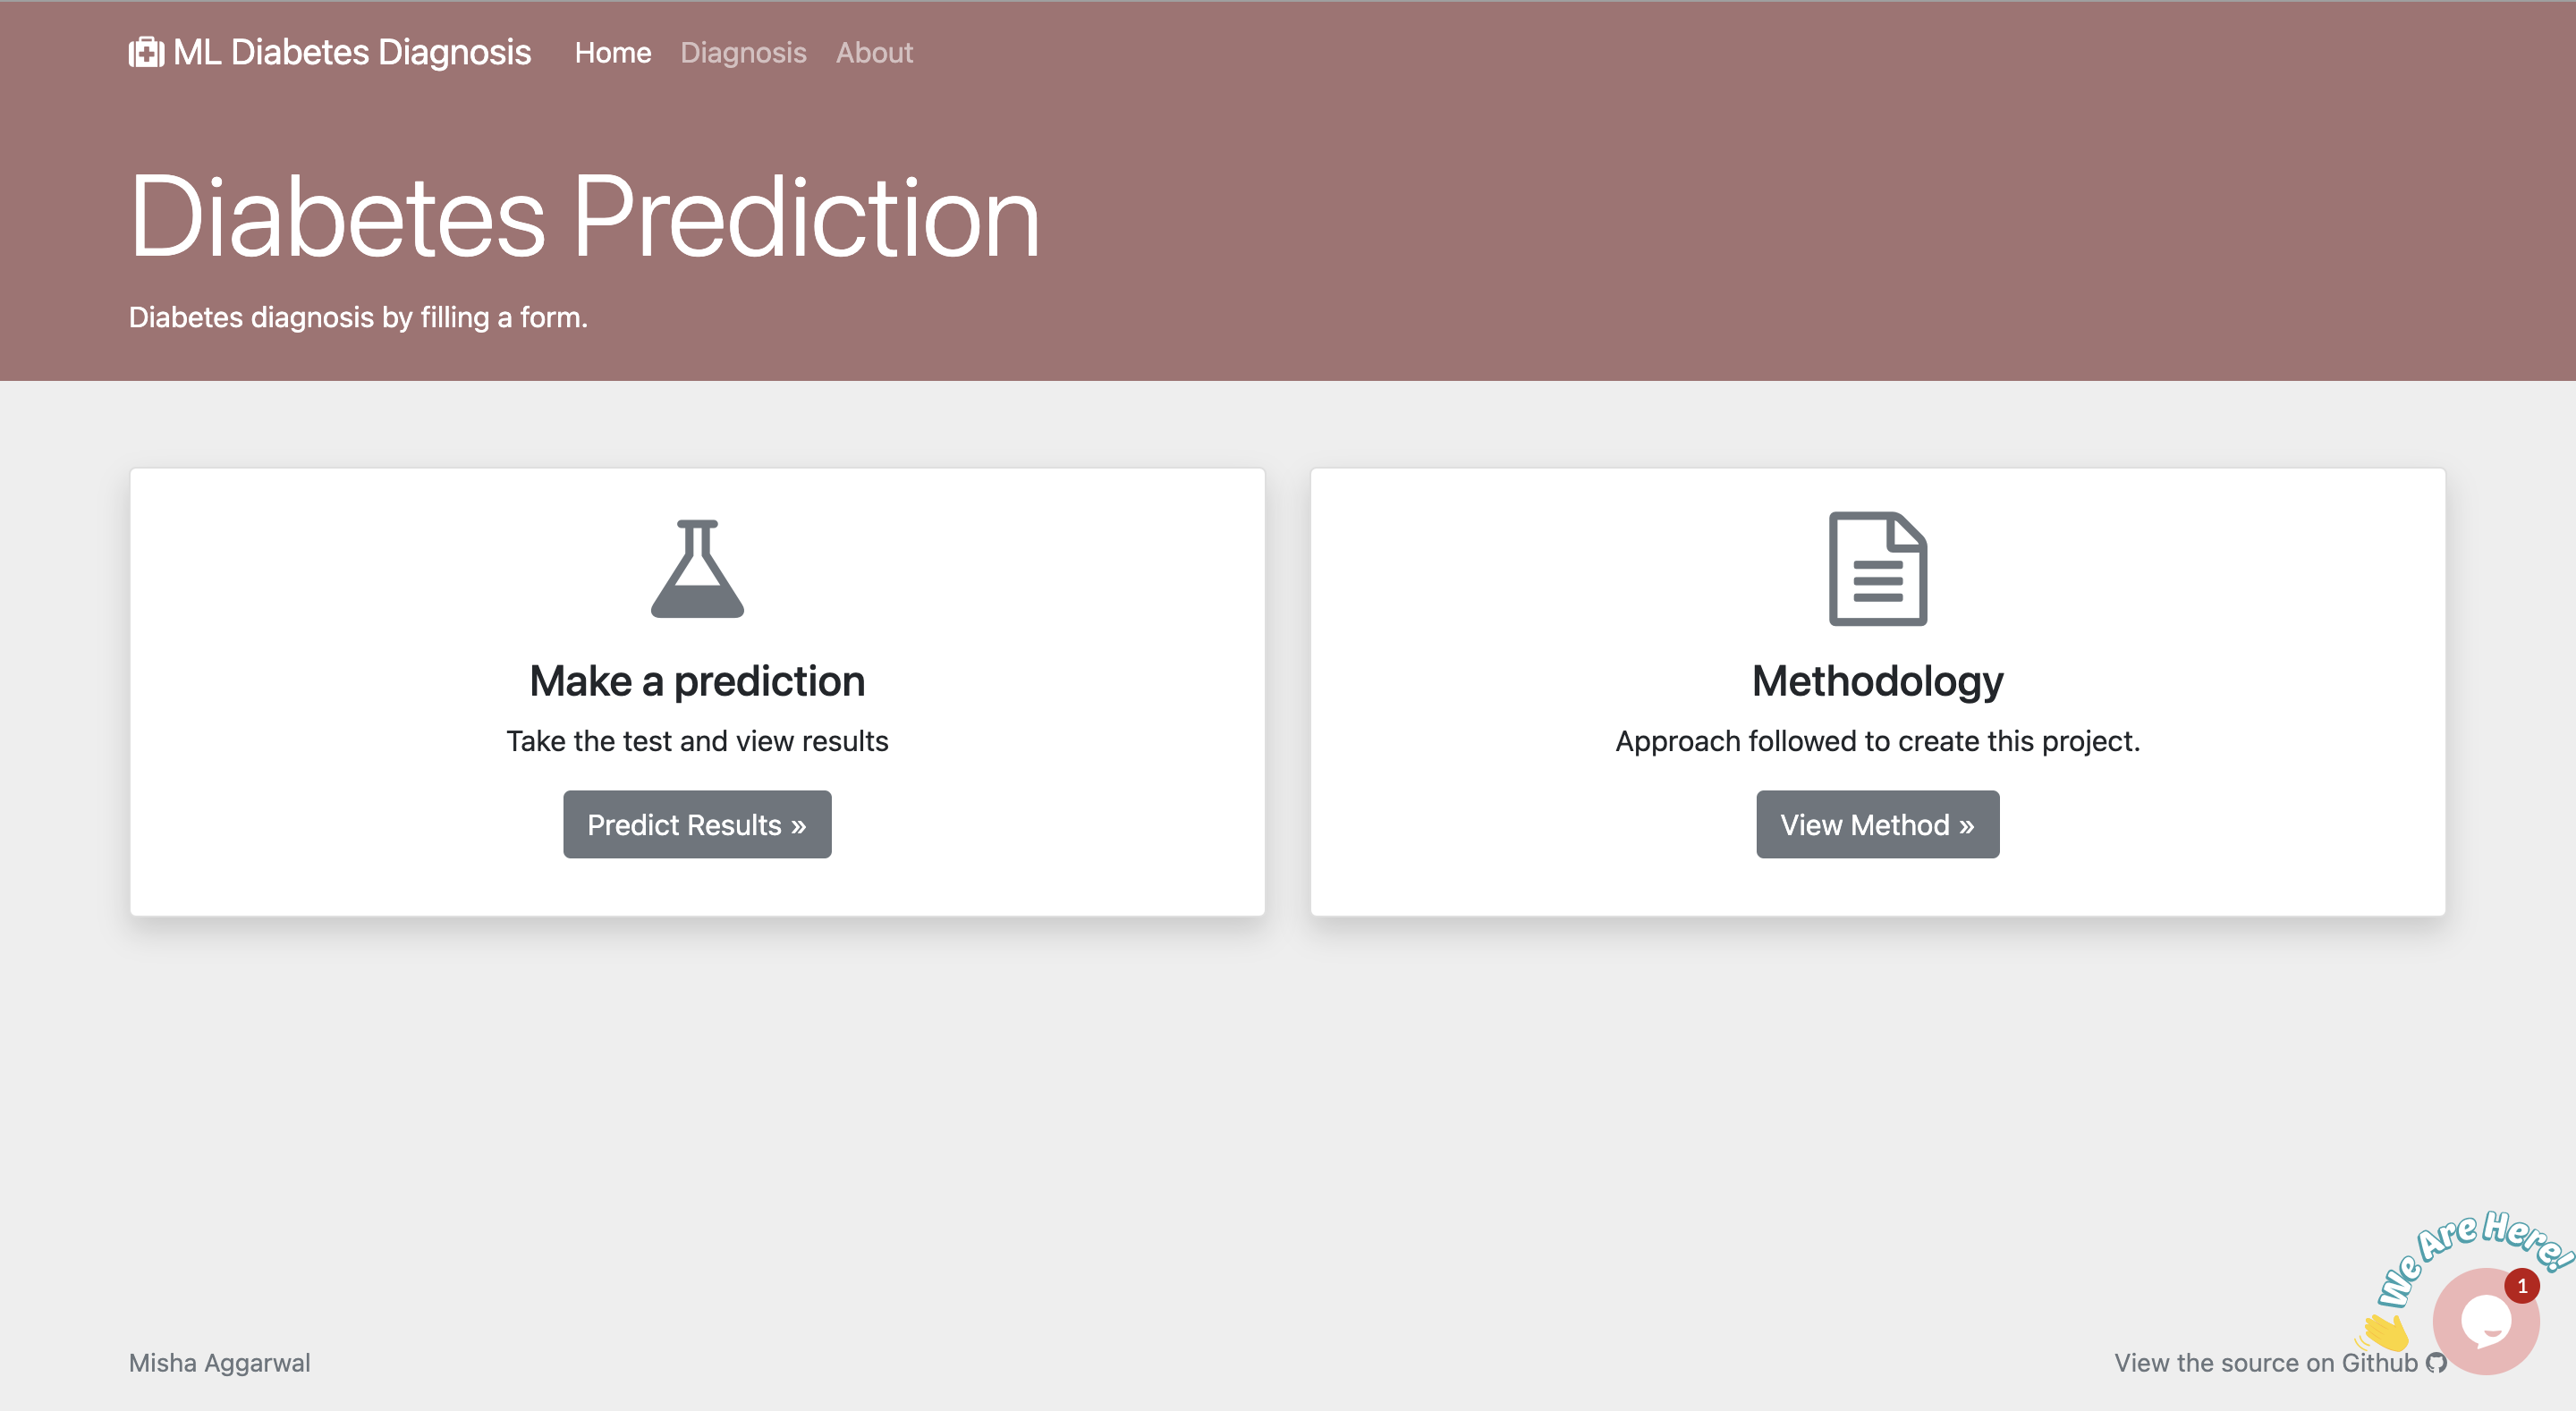 ML Diabetes Diagnosis Home Diagnosis About
Diabetes Prediction
Diabetes diagnosis by filling a form.
Make a prediction
Take the test and view results
Predict Results »
Methodology
Approach followed to create this project.
View Method »
We Are Here!
1
Misha Aggarwal
View the source on Github